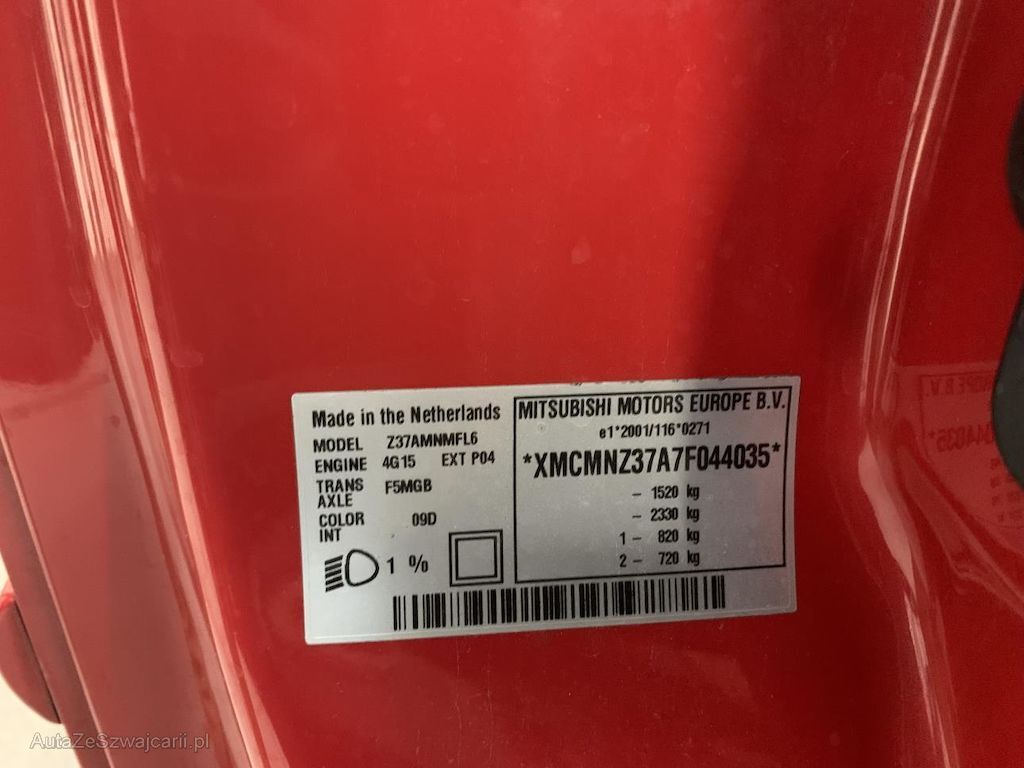 Made in the Netherlands
MODEL Z37AMNMFL6
ENGINE 4G15 EXT P04
TRANS F5MGB
AXLE
COLOR 09D
INT
1 %
MITSUBISHI MOTORS EUROPE B.V.
e1*2001/116*0271
*XMCMNZ37A7F044035*
- 1520 kg
- 2330 kg
1 - 820 kg
2 - 720 kg
AutaZeSzwajcarii.pl